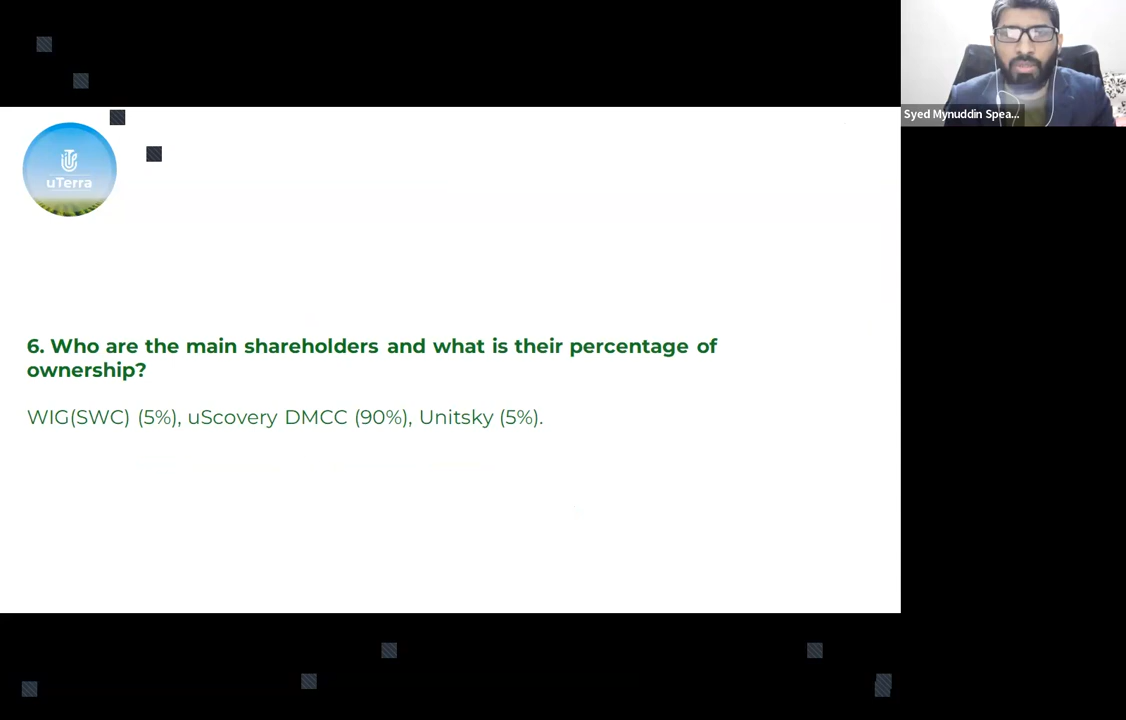 Syed Mynuddin Spea...
uTerra
6. Who are the main shareholders and what is their percentage of
ownership?
WIG(SWC) (5%), uScovery DMCC (90%), Unitsky (5%).